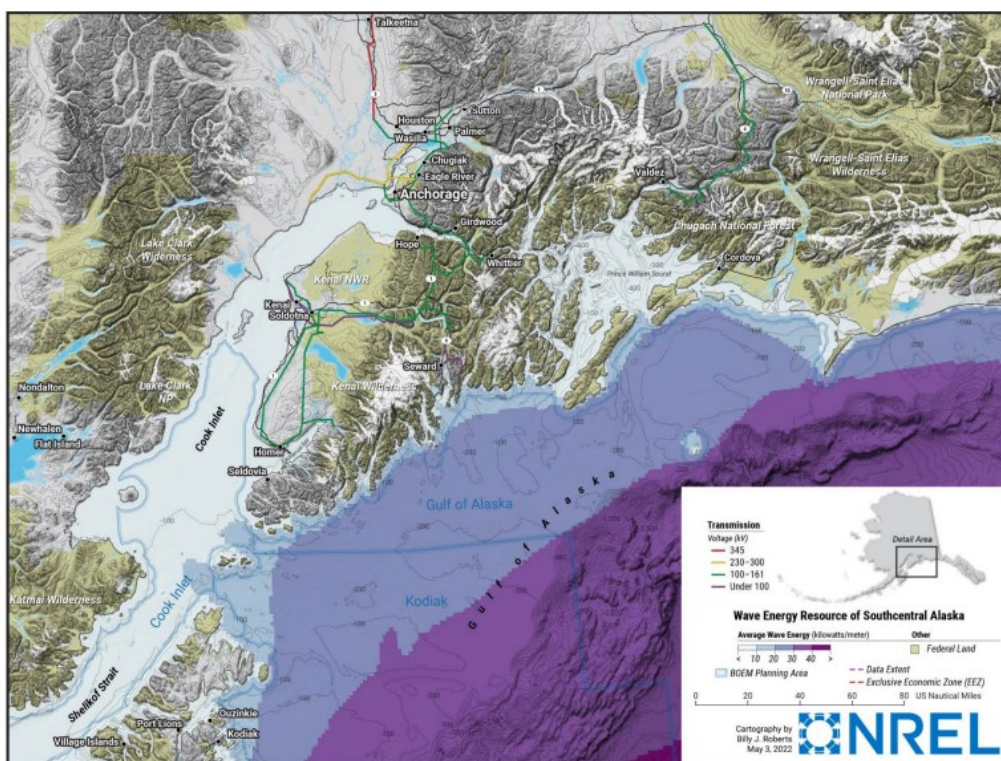 Talkeetna
Sutton
Houston
Wasilla
Palmer
Chugiak
Eagle River
Anchorage
Girdwood
Hope
Whittier
Valdez
Cordova
Wrangell-Saint Elias
National Park
Wrangell-Saint Elias
Wilderness
Chugach National Forest
Prince William Sound
Lake Clark
Wilderness
Kenai NWR
Kenai
Soldotna
Seward
Kenai Wilderness
Nondalton
Lake Clark
NP
Newhalen
Flat Island
Cook Inlet
Homer
Seldovia
Gulf of Alaska
Gulf of Alaska
Kodiak
Katmai Wilderness
Cook Inlet
Shelikof Strait
Port Lions
Ouzinkie
Village Islands
Kodiak
Transmission
Voltage (kV)
345
230–300
100–161
Under 100
Detail Area
Wave Energy Resource of Southcentral Alaska
Average Wave Energy (kilowatts/meter)
< 10 20 30 40 >
BOEM Planning Area
Other
Federal Land
Data Extent
Exclusive Economic Zone (EEZ)
0 20 40 60 80
US Nautical Miles
Cartography by
Billy J. Roberts
May 3, 2022
NREL